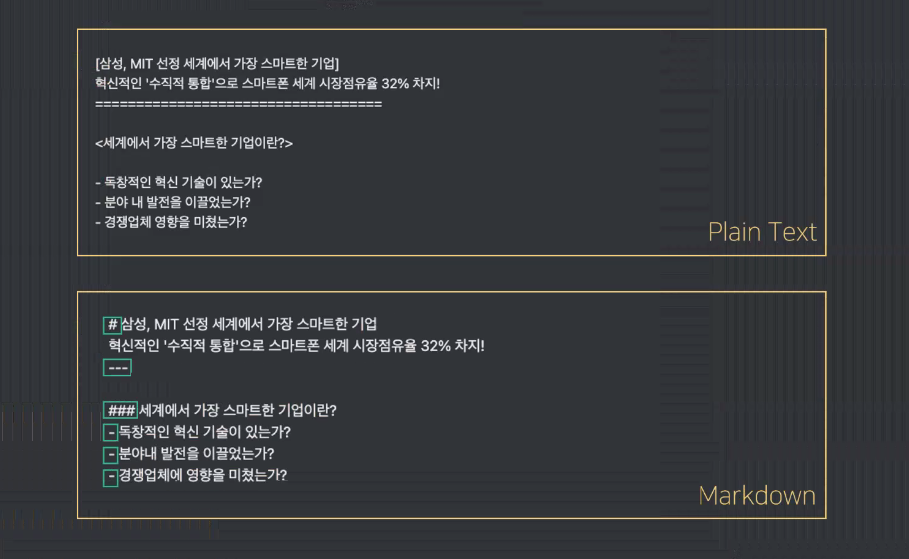 [삼성, MIT 선정 세계에서 가장 스마트한 기업]
혁신적인 '수직적 통합'으로 스마트폰 세계 시장점유율 32% 차지!
===================================
<세계에서 가장 스마트한 기업이란?>
- 독창적인 혁신 기술이 있는가?
- 분야 내 발전을 이끌었는가?
- 경쟁업체 영향을 미쳤는가?
Plain Text
# 삼성, MIT 선정 세계에서 가장 스마트한 기업
혁신적인 '수직적 통합'으로 스마트폰 세계 시장점유율 32% 차지!
---
### 세계에서 가장 스마트한 기업이란?
- 독창적인 혁신 기술이 있는가?
- 분야내 발전을 이끌었는가?
- 경쟁업체에 영향을 미쳤는가?
Markdown